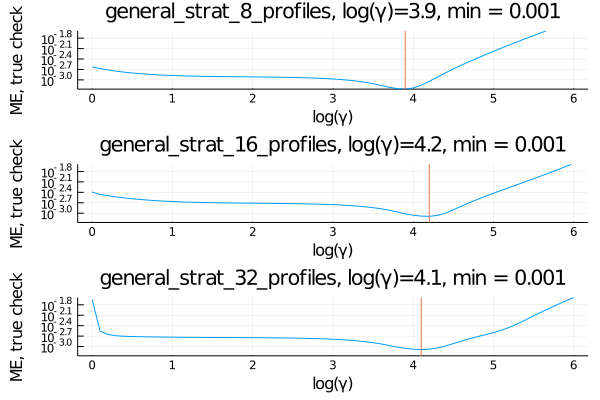 general_strat_8_profiles, log(γ)=3.9, min = 0.001
ME, true check
10^-1.8
10^-2.1
10^-2.4
10^-2.7
10^-3.0
0 1 2 3 4 5 6
log(γ)
general_strat_16_profiles, log(γ)=4.2, min = 0.001
ME, true check
10^-1.8
10^-2.1
10^-2.4
10^-2.7
10^-3.0
0 1 2 3 4 5 6
log(γ)
general_strat_32_profiles, log(γ)=4.1, min = 0.001
ME, true check
10^-1.8
10^-2.1
10^-2.4
10^-2.7
10^-3.0
0 1 2 3 4 5 6
log(γ)